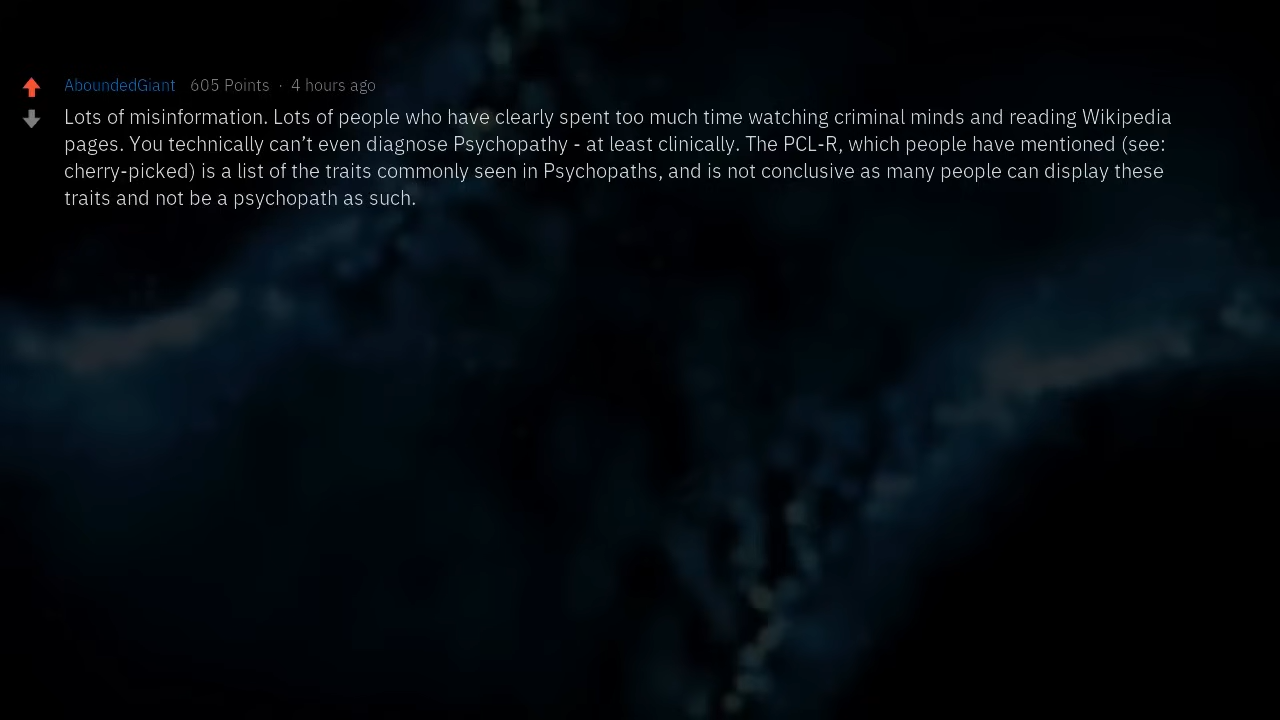 AboundedGiant 605 Points · 4 hours ago
Lots of misinformation. Lots of people who have clearly spent too much time watching criminal minds and reading Wikipedia
pages. You technically can’t even diagnose Psychopathy - at least clinically. The PCL-R, which people have mentioned (see:
cherry-picked) is a list of the traits commonly seen in Psychopaths, and is not conclusive as many people can display these
traits and not be a psychopath as such.